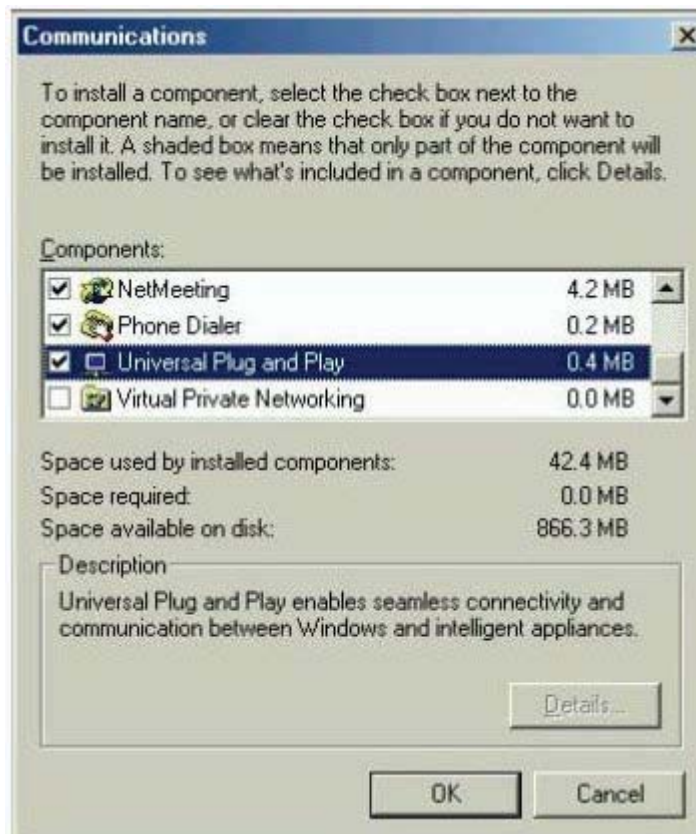 Communications
To install a component, select the check box next to the
component name, or clear the check box if you do not want to
install it. A shaded box means that only part of the component will
be installed. To see what's included in a component, click Details.
Components:
NetMeeting 4.2 MB
Phone Dialer 0.2 MB
Universal Plug and Play 0.4 MB
Virtual Private Networking 0.0 MB
Space used by installed components: 42.4 MB
Space required: 0.0 MB
Space available on disk: 866.3 MB
Description
Universal Plug and Play enables seamless connectivity and
communication between Windows and intelligent appliances.
Details...
OK Cancel